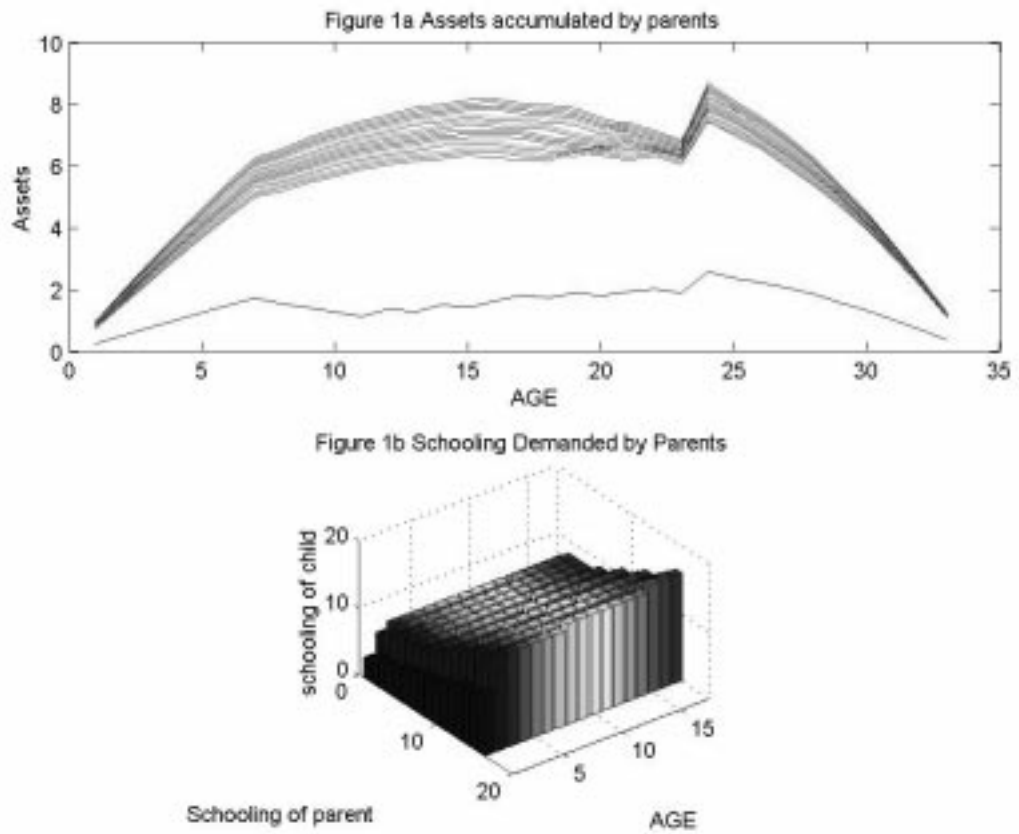 Figure 1a Assets accumulated by parents
10
8
6
4
2
0
Assets
0 5 10 15 20 25 30 35
AGE
Figure 1b Schooling Demanded by Parents
20
10
0
schooling of child
0
10
20
Schooling of parent
5
10
15
AGE